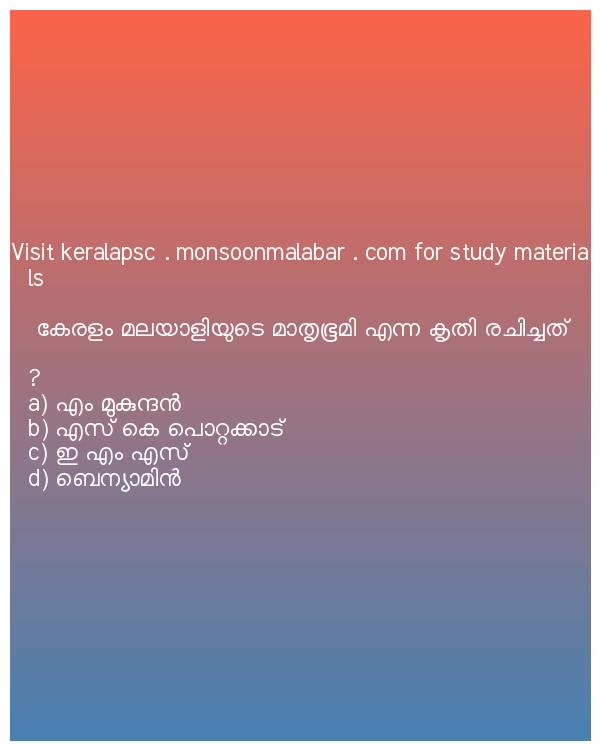 Visit keralapsc . monsoonmalabar . com for study materia
ls
കേരളം മലയാളിയുടെ മാതൃഭൂമി എന്ന കൃതി രചിച്ചത്
?
a) എം മുകുന്ദൻ
b) എസ് കെ പൊറ്റക്കാട്
c) ഇ എം എസ്
d) ബെന്യാമിൻ